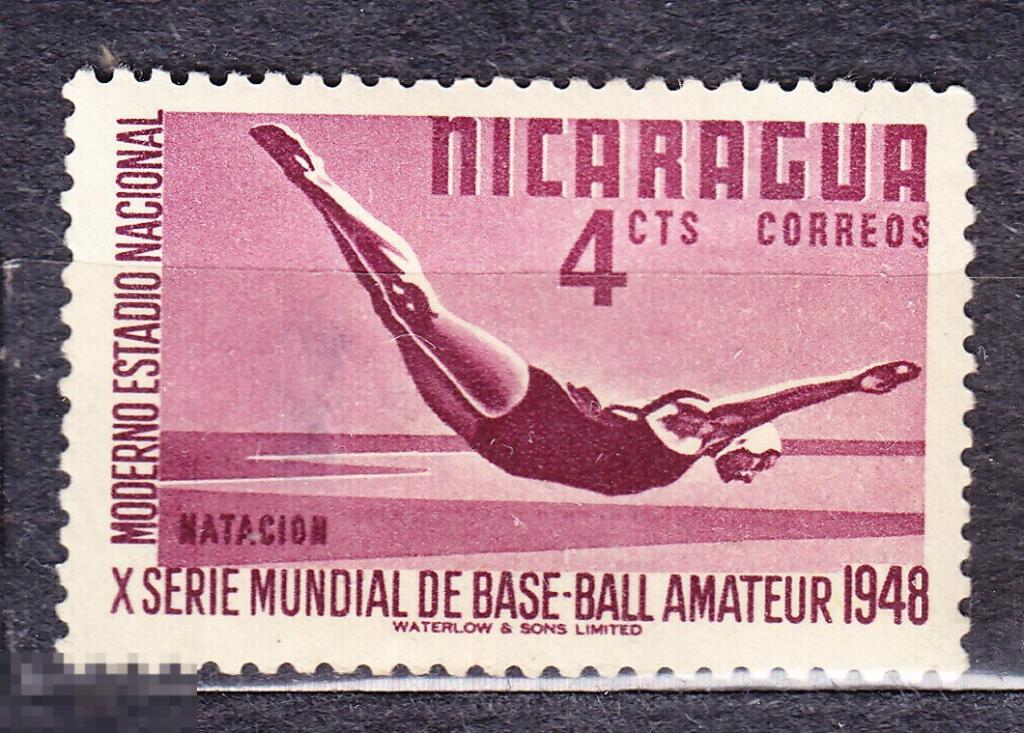 NICARAGUA
4 CTS CORREOS
MODERNO ESTADIO NACIONAL
NATACION
X SERIE MUNDIAL DE BASE-BALL AMATEUR 1948
WATERLOW & SONS LIMITED